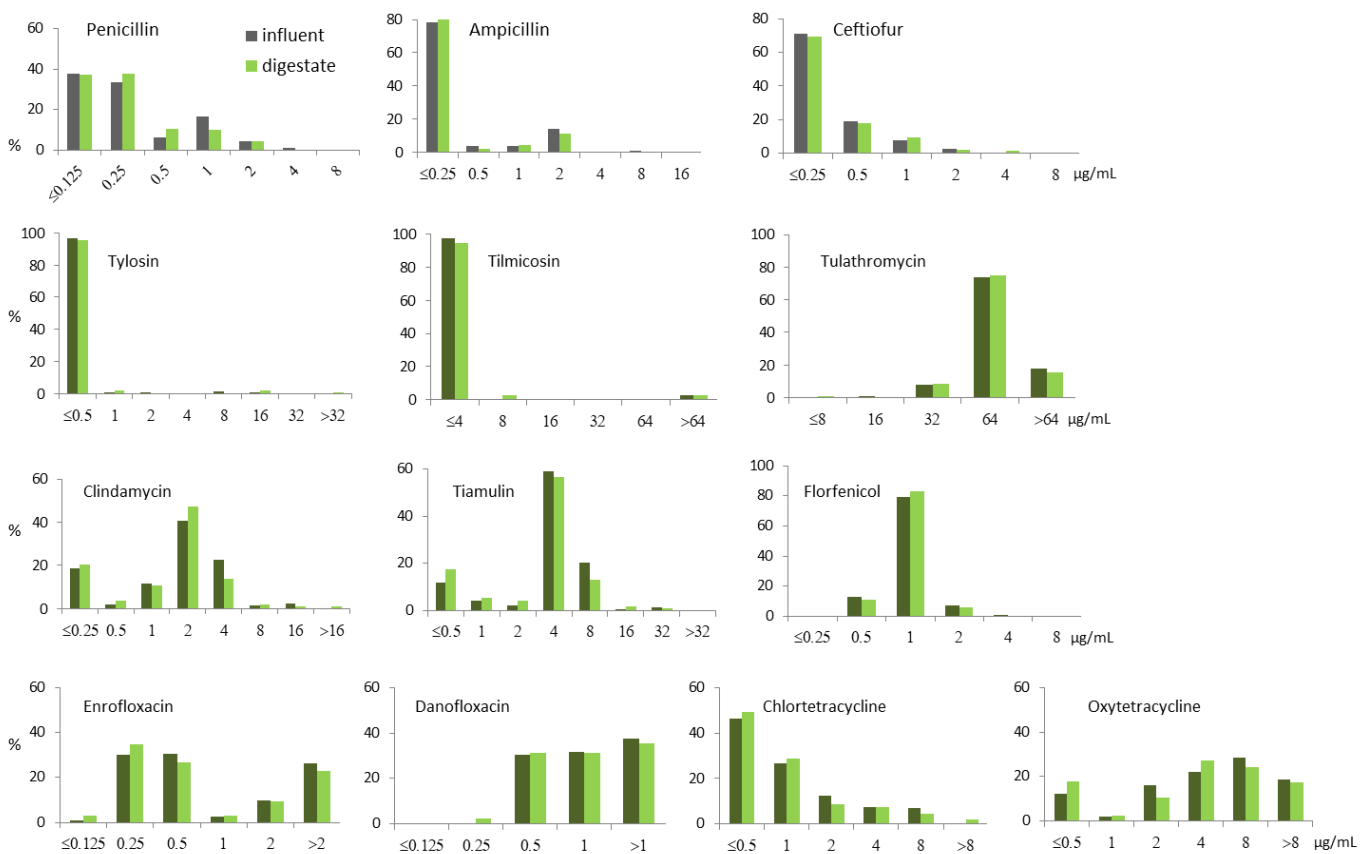 Penicillin
influent
digestate
60
40
20
0
%
≤0.125 0.25 0.5 1 2 4 8
Ampicillin
80
60
40
20
0
≤0.25 0.5 1 2 4 8 16
Ceftiofur
80
60
40
20
0
≤0.25 0.5 1 2 4 8 µg/mL
Tylosin
100
80
60
40
20
0
%
≤0.5 1 2 4 8 16 32 >32
Tilmicosin
100
80
60
40
20
0
≤4 8 16 32 64 >64
Tulathromycin
100
80
60
40
20
0
≤8 16 32 64 >64 µg/mL
Clindamycin
60
40
20
0
%
≤0.25 0.5 1 2 4 8 16 >16
Tiamulin
60
40
20
0
≤0.5 1 2 4 8 16 32 >32
Florfenicol
100
80
60
40
20
0
≤0.25 0.5 1 2 4 8 µg/mL
Enrofloxacin
60
40
20
0
%
≤0.125 0.25 0.5 1 2 >2
Danofloxacin
60
40
20
0
≤0.125 0.25 0.5 1 >1
Chlortetracycline
60
40
20
0
≤0.5 1 2 4 8 >8
Oxytetracycline
60
40
20
0
≤0.5 1 2 4 8 >8 µg/mL